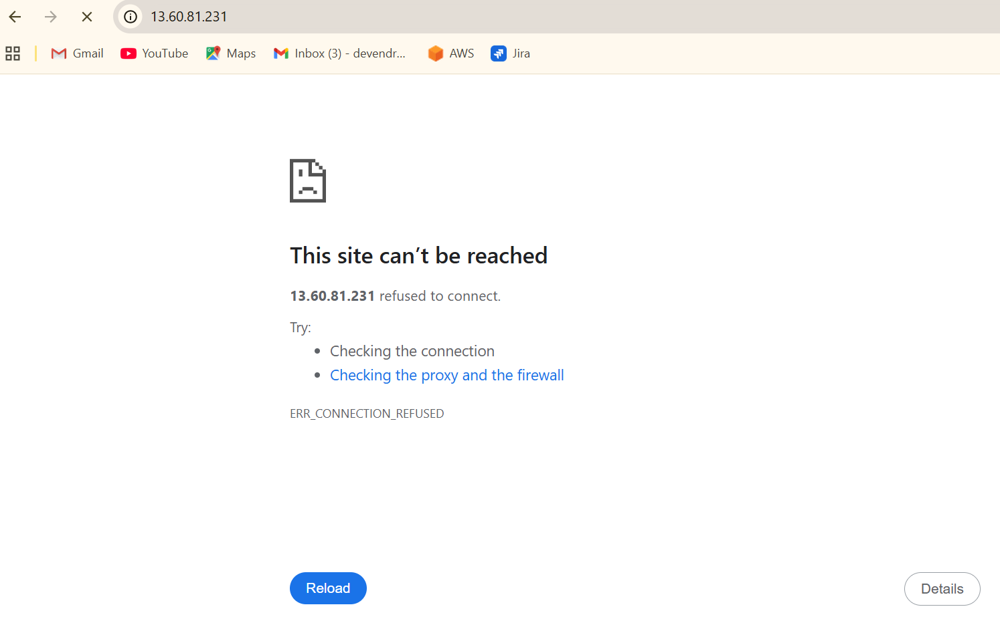 13.60.81.231
Gmail YouTube Maps Inbox (3) - devendr... AWS Jira
This site can’t be reached
13.60.81.231 refused to connect.
Try:
Checking the connection
Checking the proxy and the firewall
ERR_CONNECTION_REFUSED
Reload Details